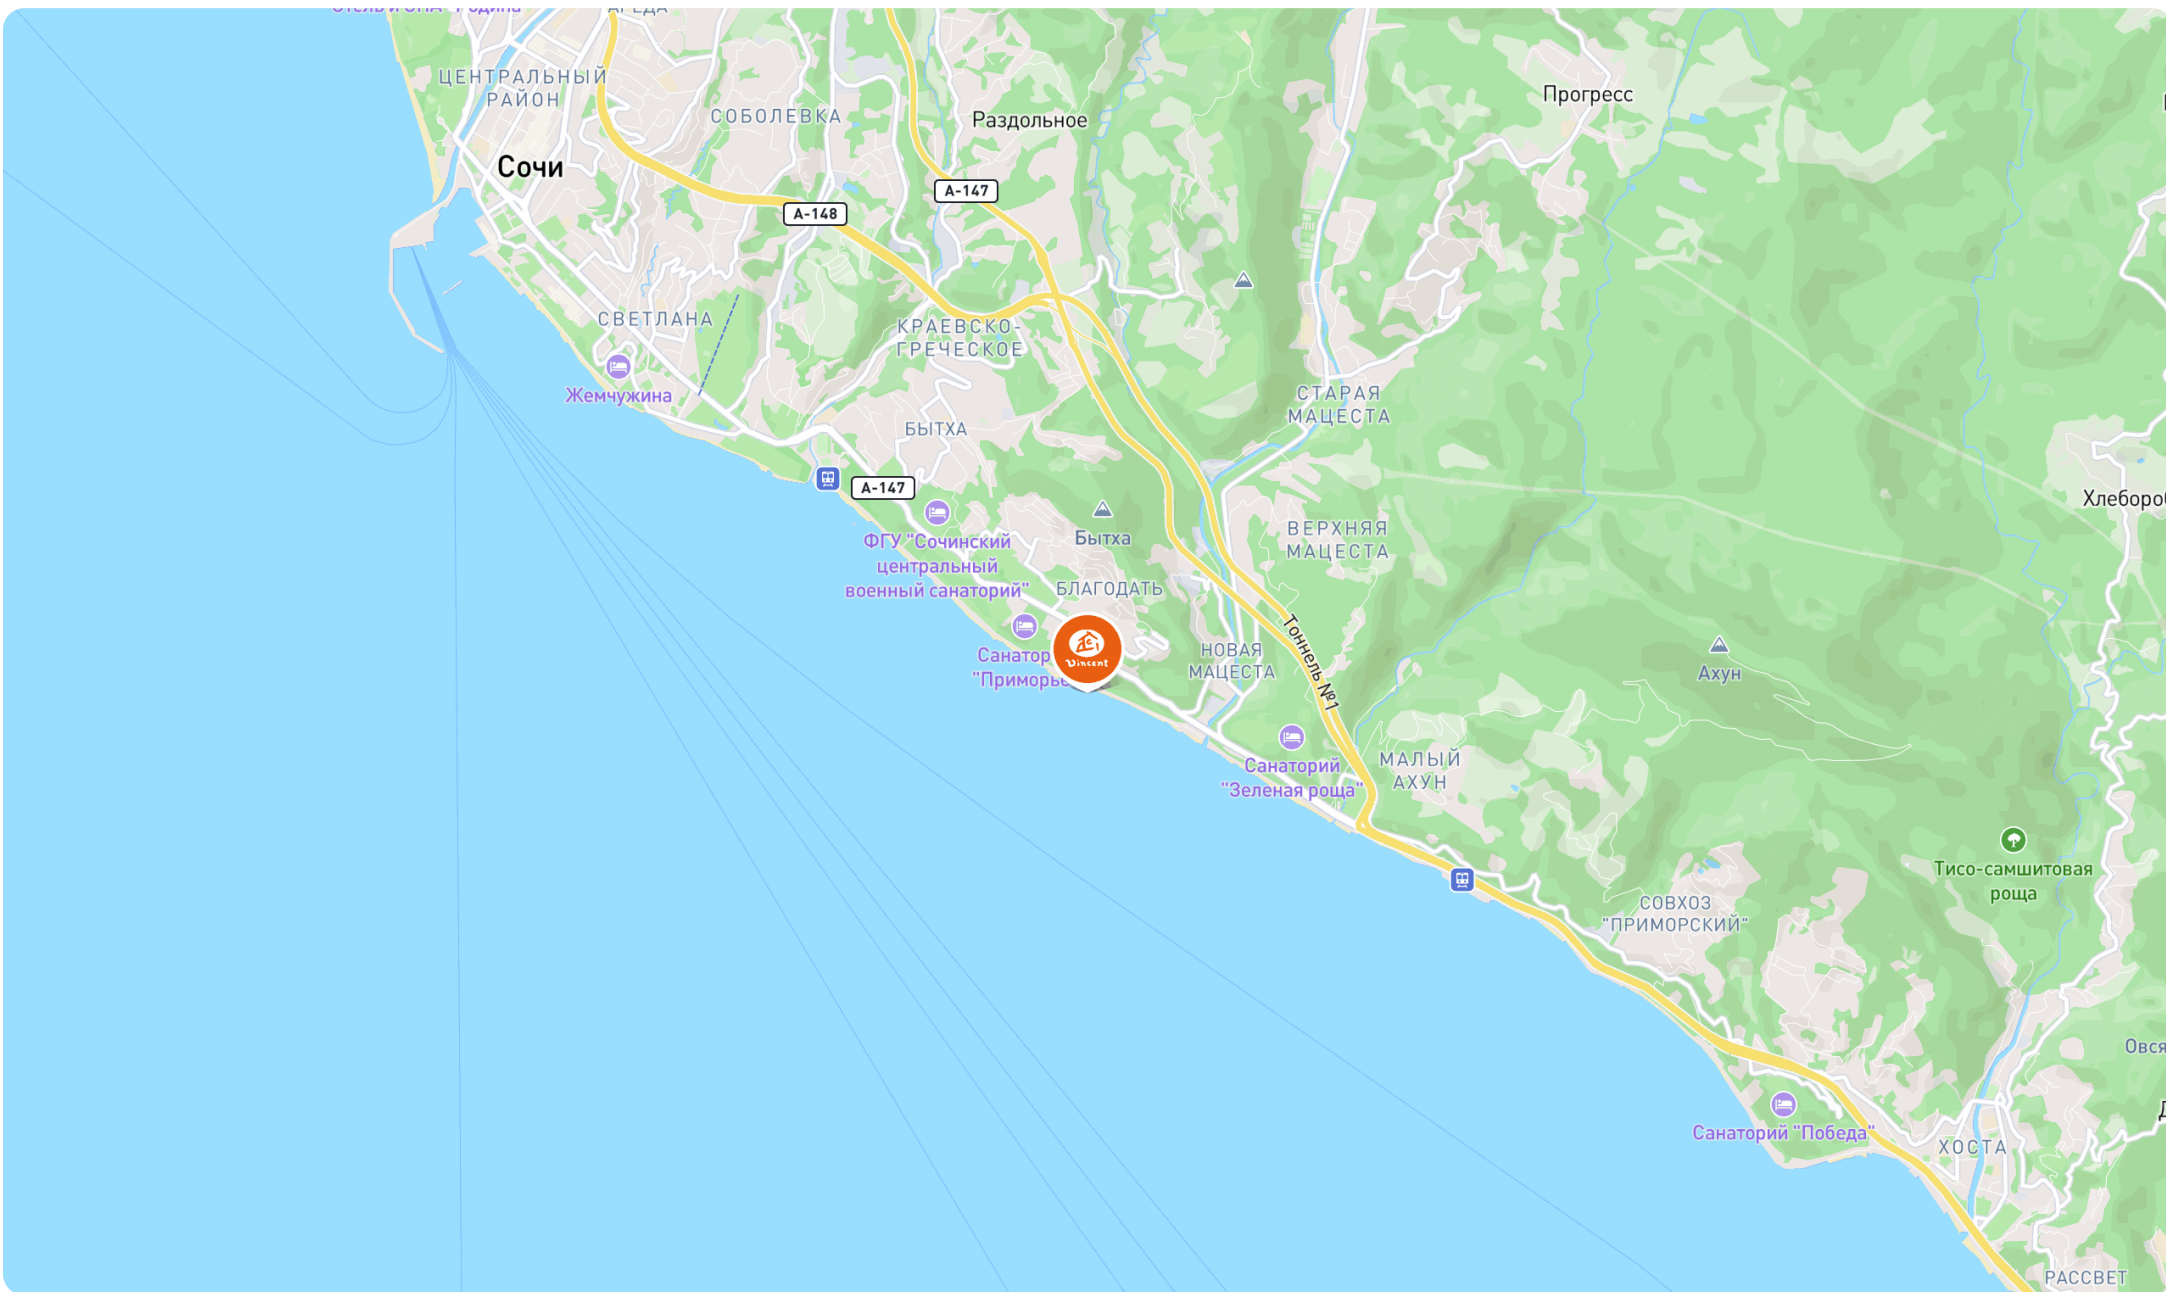 ЦЕНТРАЛЬНЫЙ
РАЙОН
СОБОЛЕВКА
Раздольное
Прогресс
Сочи
А-147
А-148
СВЕТЛАНА
КРАЕВСКО-
ГРЕЧЕСКОЕ
Жемчужина
СТАРАЯ
МАЦЕСТА
БЫТХА
А-147
Хлебороб
ФГУ "Сочинский
центральный
военный санаторий"
Бытха
ВЕРХНЯЯ
МАЦЕСТА
БЛАГОДАТЬ
Vincent
Санатор
"Приморье
НОВАЯ
МАЦЕСТА
Тоннель №1
Ахун
Санаторий
"Зеленая роща"
МАЛЫЙ
АХУН
Тисо-самшитовая
роща
СОВХОЗ
"ПРИМОРСКИЙ"
Овся
Санаторий "Победа"
ХОСТА
РАССВЕТ